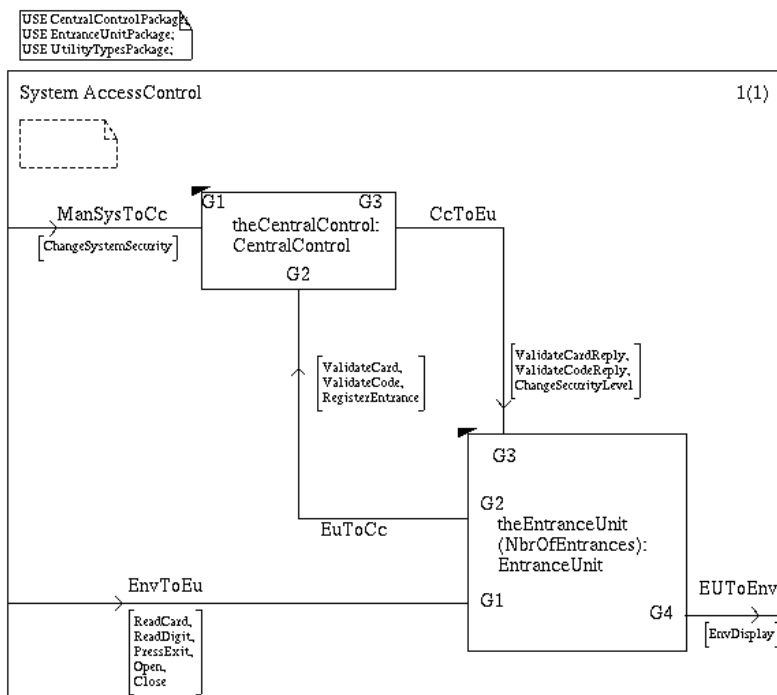 USE CentralControlPackage;
USE EntranceUnitPackage;
USE UtilityTypesPackage;
System AccessControl
1(1)
ManSysToCc
[ChangeSystemSecurity]
G1
G3
theCentralControl:
CentralControl
G2
CcToEu
ValidateCard,
ValidateCode,
RegisterEntrance
ValidateCardReply,
ValidateCodeReply,
ChangeSecurityLevel
G3
G2
EuToCc
theEntranceUnit
(NbrOfEntrances):
EntranceUnit
EnvToEu
G1
ReadCard,
ReadDigit,
PressExit,
Open,
Close
G4
EUToEnv
[EnvDisplay]